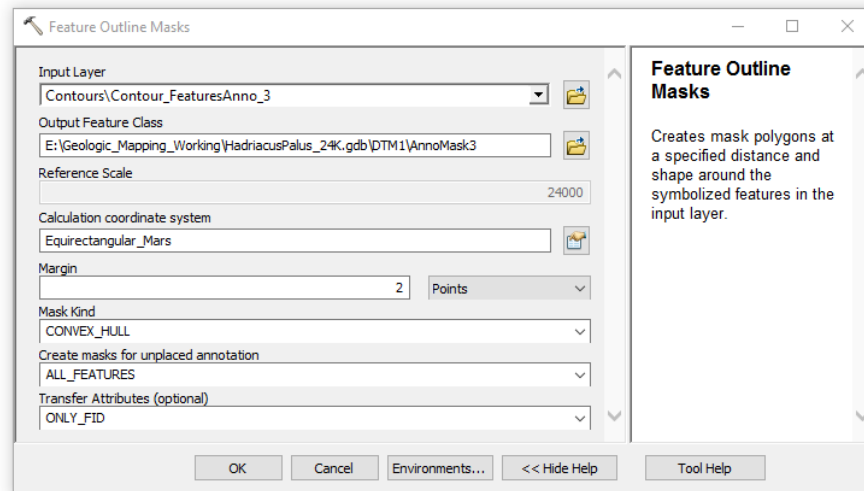 Feature Outline Masks
Input Layer
Contours\Contour_FeaturesAnno_3
Output Feature Class
E:\Geologic_Mapping_Working\HadriacusPalus_24K.gdb\DTM1\AnnoMask3
Reference Scale
24000
Calculation coordinate system
Equirectangular_Mars
Margin
2 Points
Mask Kind
CONVEX_HULL
Create masks for unplaced annotation
ALL_FEATURES
Transfer Attributes (optional)
ONLY_FID
Feature Outline
Masks
Creates mask polygons at
a specified distance and
shape around the
symbolized features in the
input layer.
OK Cancel Environments... << Hide Help Tool Help